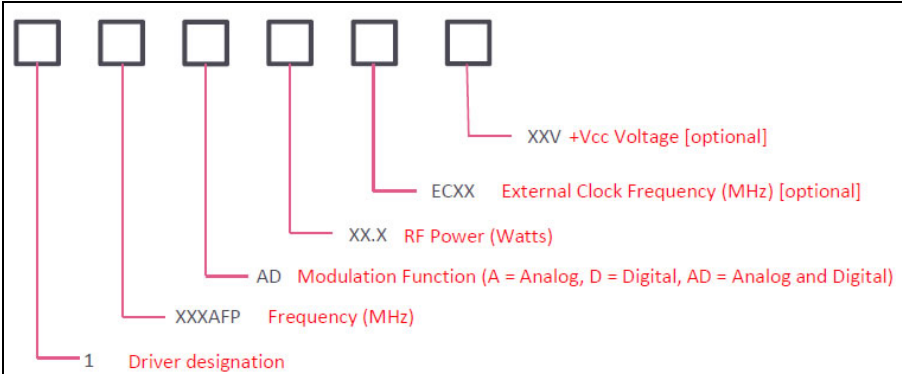 XXV +Vcc Voltage [optional]
ECXX External Clock Frequency (MHz) [optional]
XX.X RF Power (Watts)
AD Modulation Function (A = Analog, D = Digital, AD = Analog and Digital)
XXXAFP Frequency (MHz)
1 Driver designation